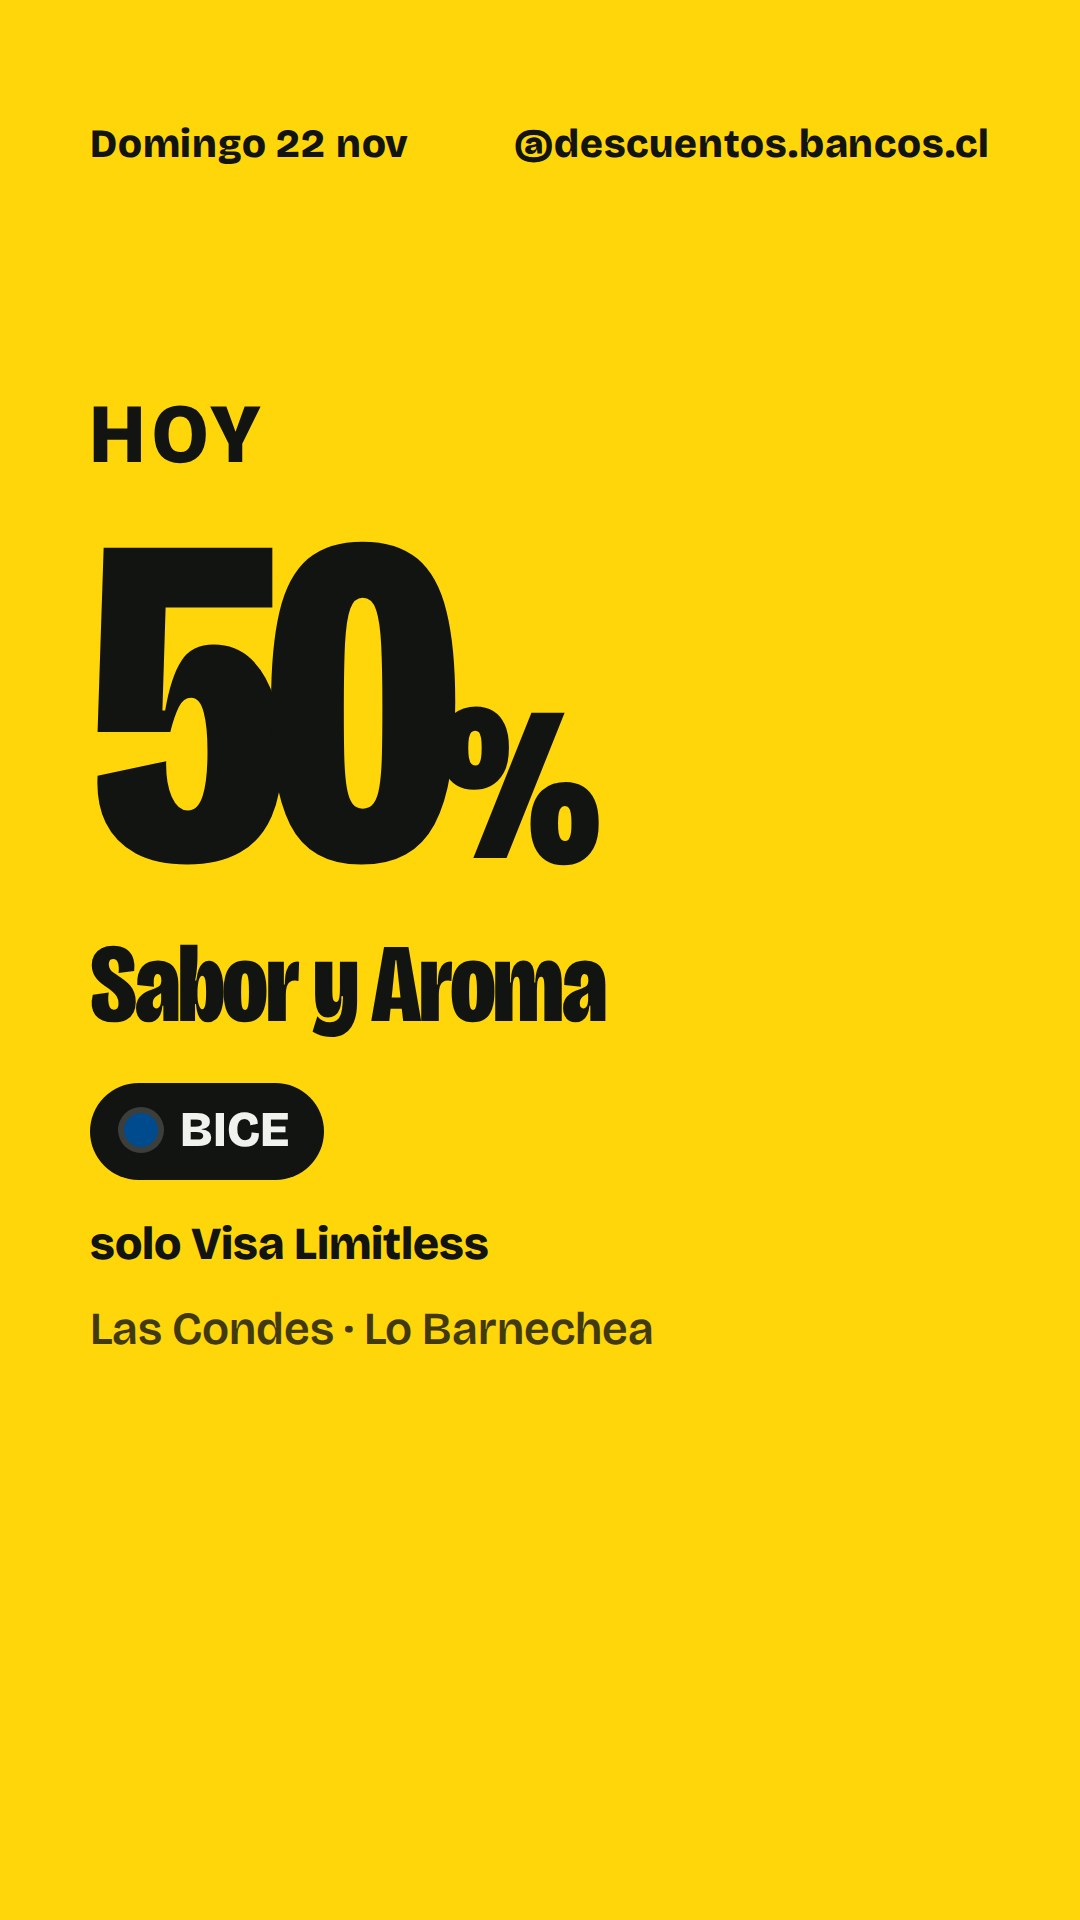 Domingo 22 nov @descuentos.bancos.cl
HOY
50%
Sabor y Aroma
BICE
solo Visa Limitless
Las Condes · Lo Barnechea